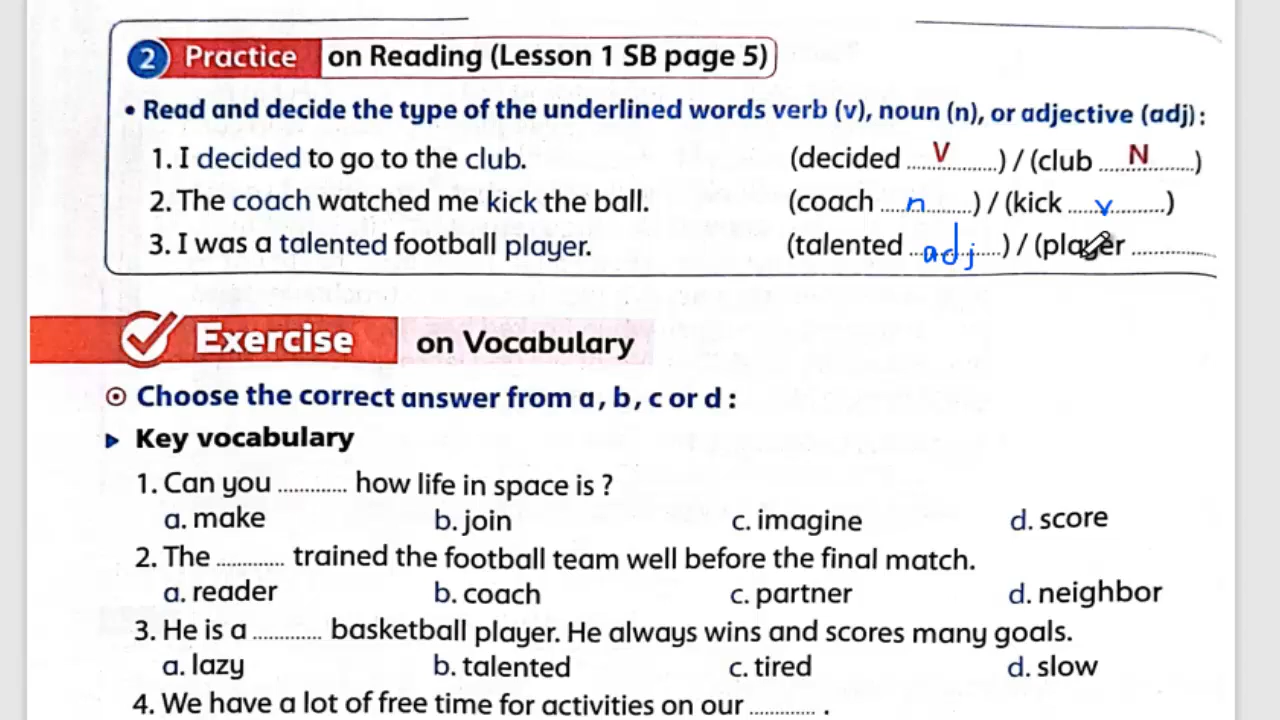 2 Practice on Reading (Lesson 1 SB page 5)
• Read and decide the type of the underlined words verb (v), noun (n), or adjective (adj):
1. I decided to go to the club. (decided ....V....) / (club ....N....)
2. The coach watched me kick the ball. (coach ....n....) / (kick ....v....)
3. I was a talented football player. (talented ....adj....) / (player ............
Exercise on Vocabulary
Choose the correct answer from a, b, c or d :
Key vocabulary
1. Can you ............ how life in space is ?
a. make b. join c. imagine d. score
2. The ............ trained the football team well before the final match.
a. reader b. coach c. partner d. neighbor
3. He is a ............ basketball player. He always wins and scores many goals.
a. lazy b. talented c. tired d. slow
4. We have a lot of free time for activities on our ............ .